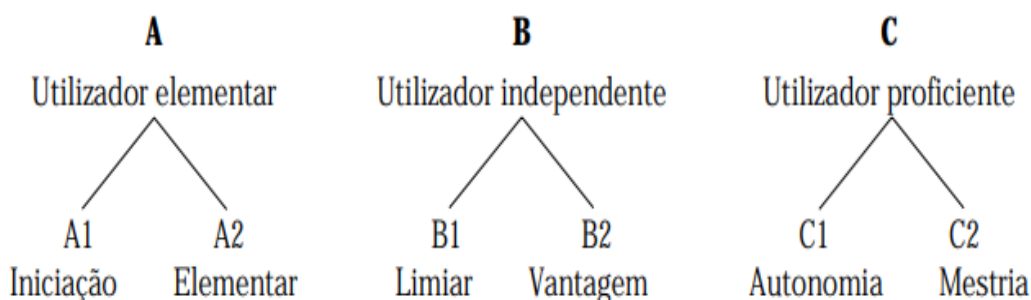 A B C
Utilizador elementar Utilizador independente Utilizador proficiente
A1 A2 B1 B2 C1 C2
Iniciação Elementar Limiar Vantagem Autonomia Mestria